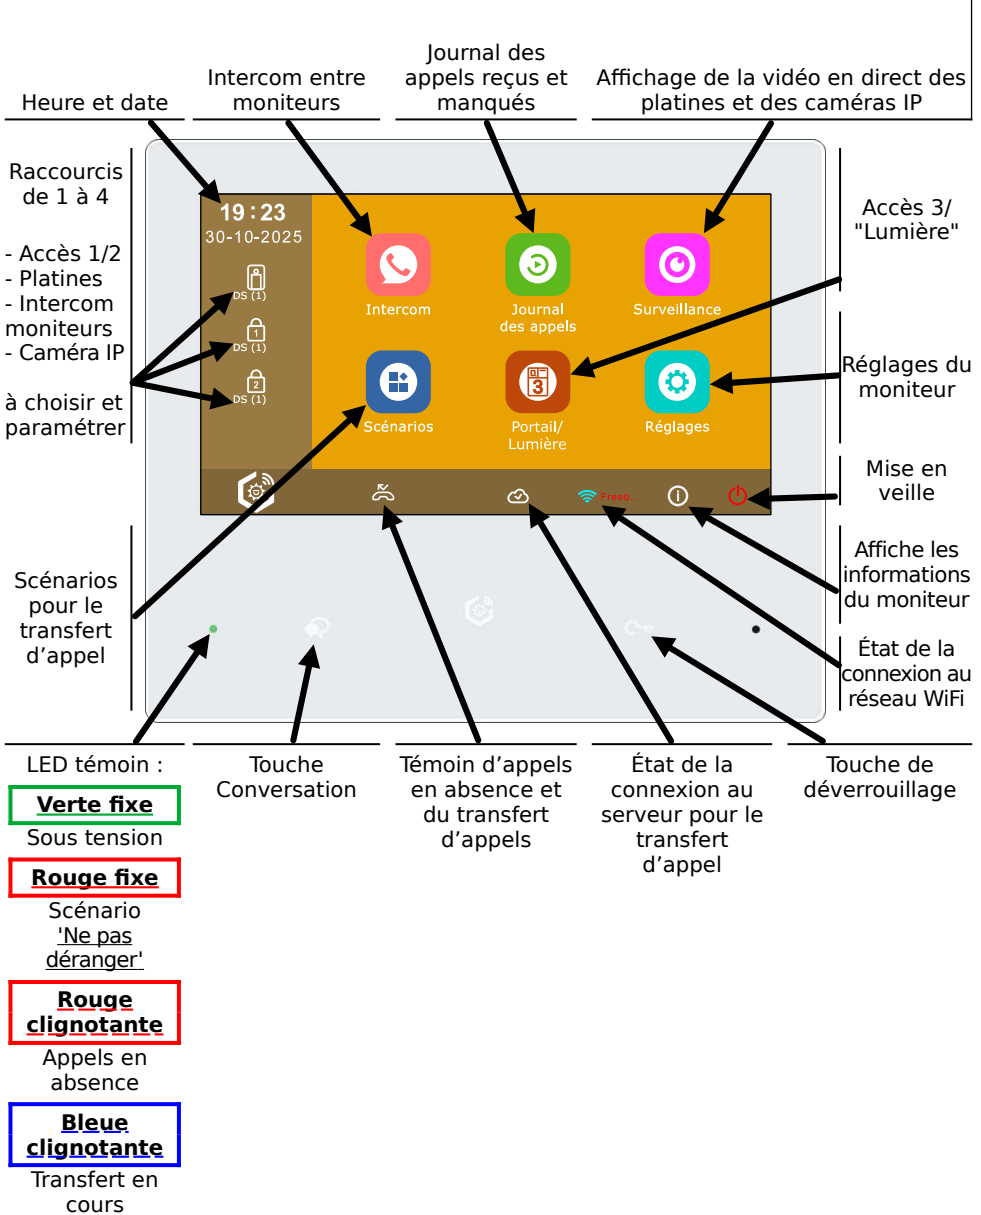 Heure et date
Intercom entre
moniteurs
Journal des
appels reçus et
manqués
Affichage de la vidéo en direct des
platines et des caméras IP
Raccourcis
de 1 à 4
- Accès 1/2
- Platines
- Intercom
moniteurs
- Caméra IP
à choisir et
paramétrer
19:23
30-10-2025
DS (1)
1
DS (1)
2
DS (1)
Intercom
Journal
des appels
Surveillance
Scénarios
3
Portail/
Lumière
Réglages
Freeb...
Accès 3/
"Lumière"
Réglages du
moniteur
Mise en
veille
Affiche les
informations
du moniteur
État de la
connexion au
réseau WiFi
Scénarios
pour le
transfert
d’appel
LED témoin :
Verte fixe
Sous tension
Rouge fixe
Scénario
'Ne pas
déranger'
Rouge
clignotante
Appels en
absence
Bleue
clignotante
Transfert en
cours
Touche
Conversation
Témoin d’appels
en absence et
du transfert
d’appels
État de la
connexion au
serveur pour le
transfert
d’appel
Touche de
déverrouillage